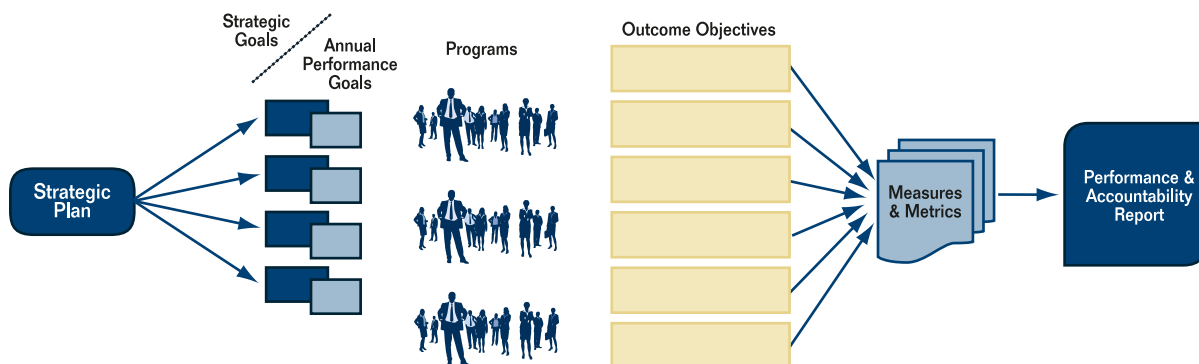 Strategic
Goals
Annual
Performance
Goals
Programs
Outcome Objectives
Strategic
Plan
Measures
& Metrics
Performance &
Accountability
Report